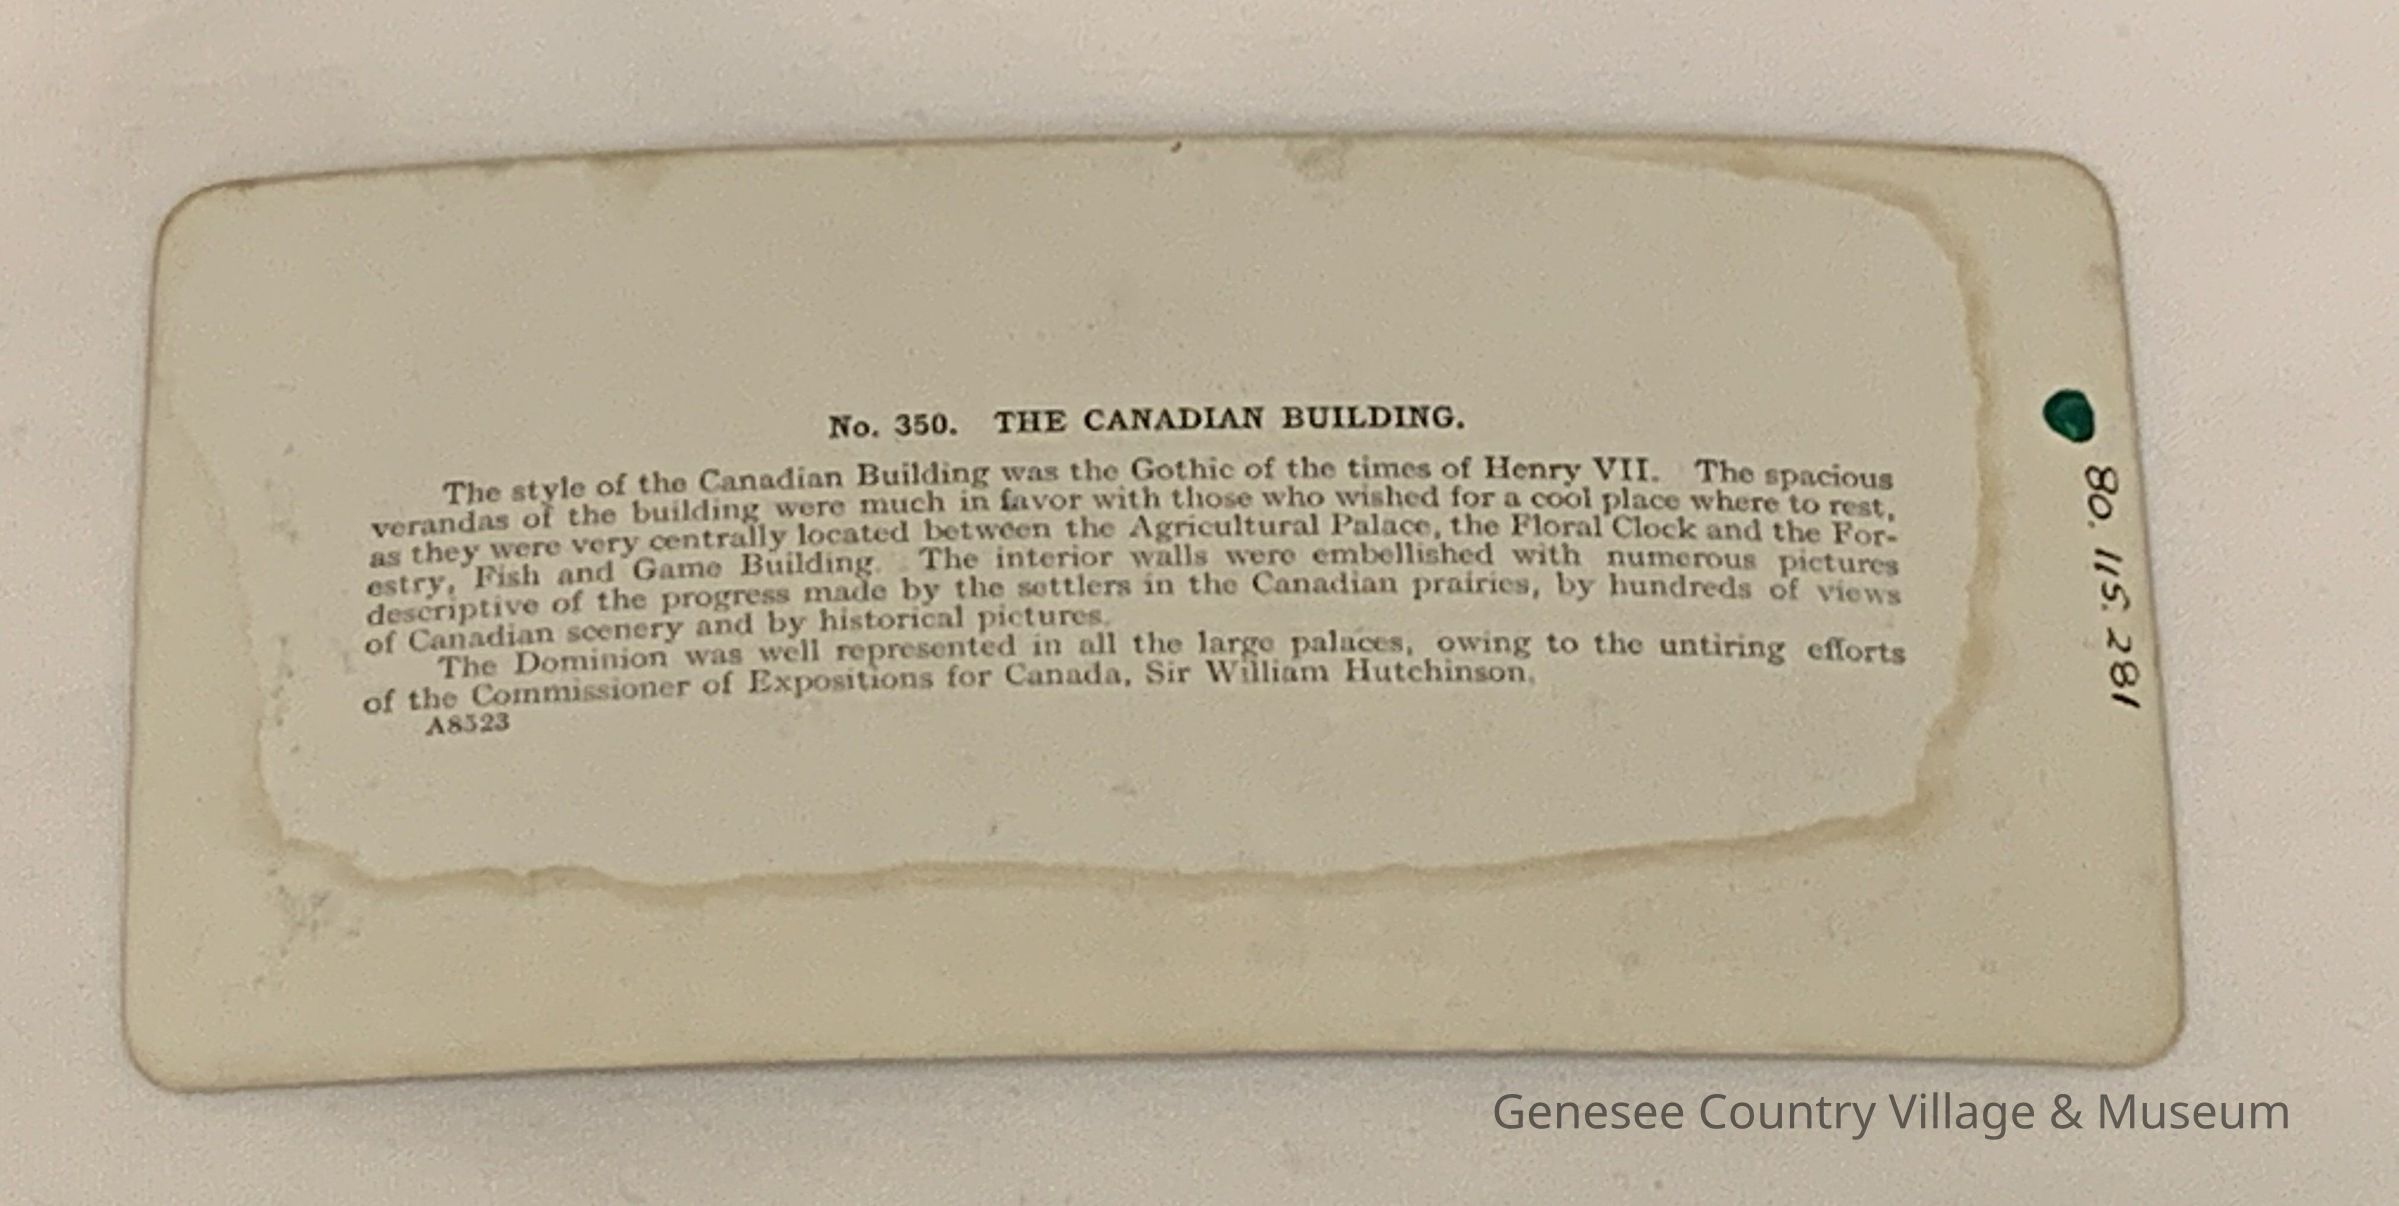 No. 350. THE CANADIAN BUILDING.
The style of the Canadian Building was the Gothic of the times of Henry VII. The spacious
verandas of the building were much in favor with those who wished for a cool place where to rest,
as they were very centrally located between the Agricultural Palace, the Floral Clock and the For-
estry, Fish and Game Building. The interior walls were embellished with numerous pictures
descriptive of the progress made by the settlers in the Canadian prairies, by hundreds of views
of Canadian scenery and by historical pictures.
The Dominion was well represented in all the large palaces, owing to the untiring efforts
of the Commissioner of Expositions for Canada, Sir William Hutchinson.
A8523
80.115.281
Genesee Country Village & Museum